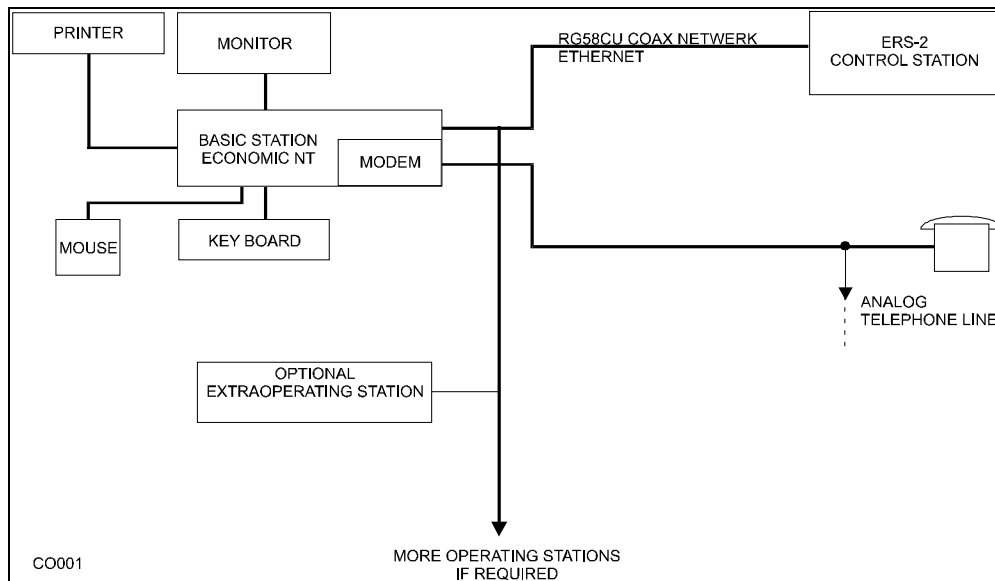 PRINTER
MONITOR
RG58CU COAX NETWERK
ETHERNET
ERS-2
CONTROL STATION
BASIC STATION
ECONOMIC NT
MODEM
MOUSE
KEY BOARD
ANALOG
TELEPHONE LINE
OPTIONAL
EXTRAOPERATING STATION
MORE OPERATING STATIONS
IF REQUIRED
CO001